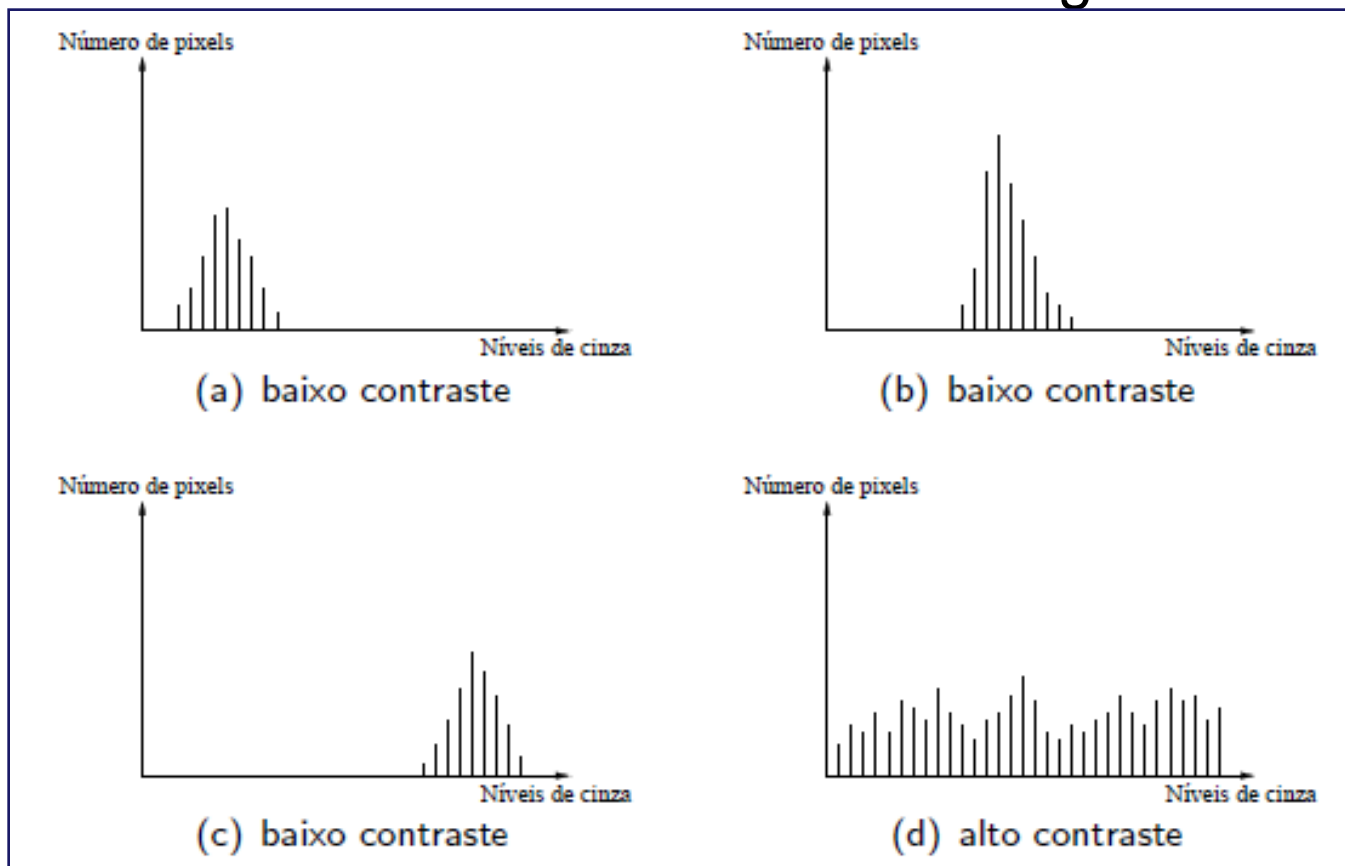 Número de pixels
Níveis de cinza
(a) baixo contraste
Número de pixels
Níveis de cinza
(b) baixo contraste
Número de pixels
Níveis de cinza
(c) baixo contraste
Número de pixels
Níveis de cinza
(d) alto contraste